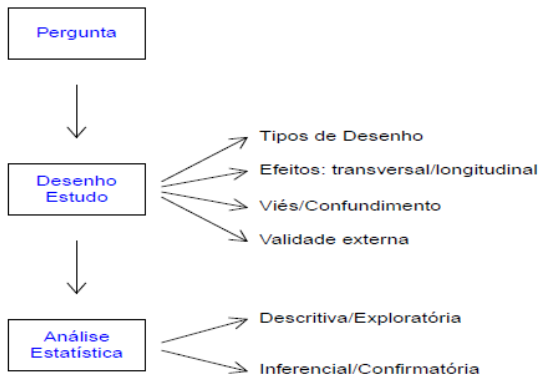 Pergunta
Tipos de Desenho
Efeitos: transversal/longitudinal
Desenho
Estudo
Viés/Confundimento
Validade externa
Análise
Estatística
Descritiva/Exploratória
Inferencial/Confirmatória